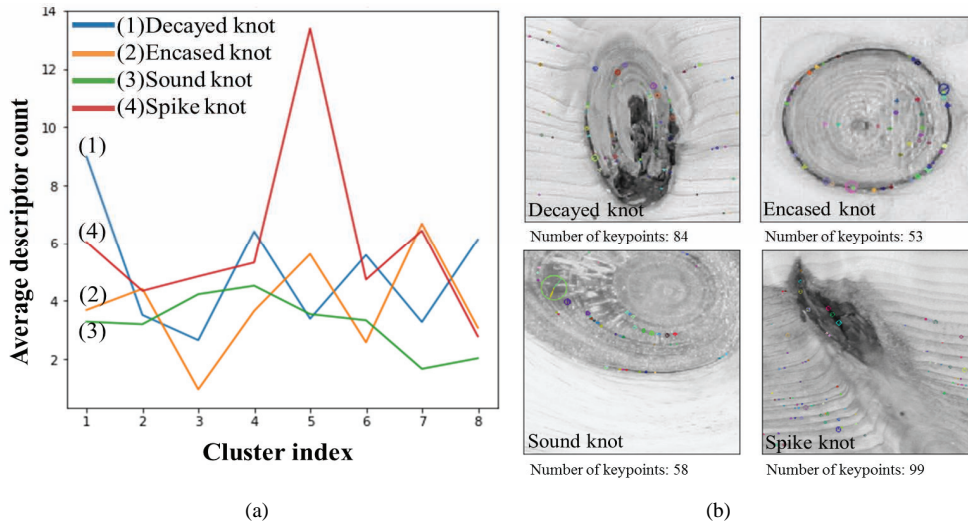 (1)Decayed knot
(2)Encased knot
(3)Sound knot
(4)Spike knot
14
12
10
8
6
4
2
(1)
(4)
(2)
(3)
Average descriptor count
1 2 3 4 5 6 7 8
Cluster index
(a)
Decayed knot
Number of keypoints: 84
Encased knot
Number of keypoints: 53
Sound knot
Number of keypoints: 58
Spike knot
Number of keypoints: 99
(b)